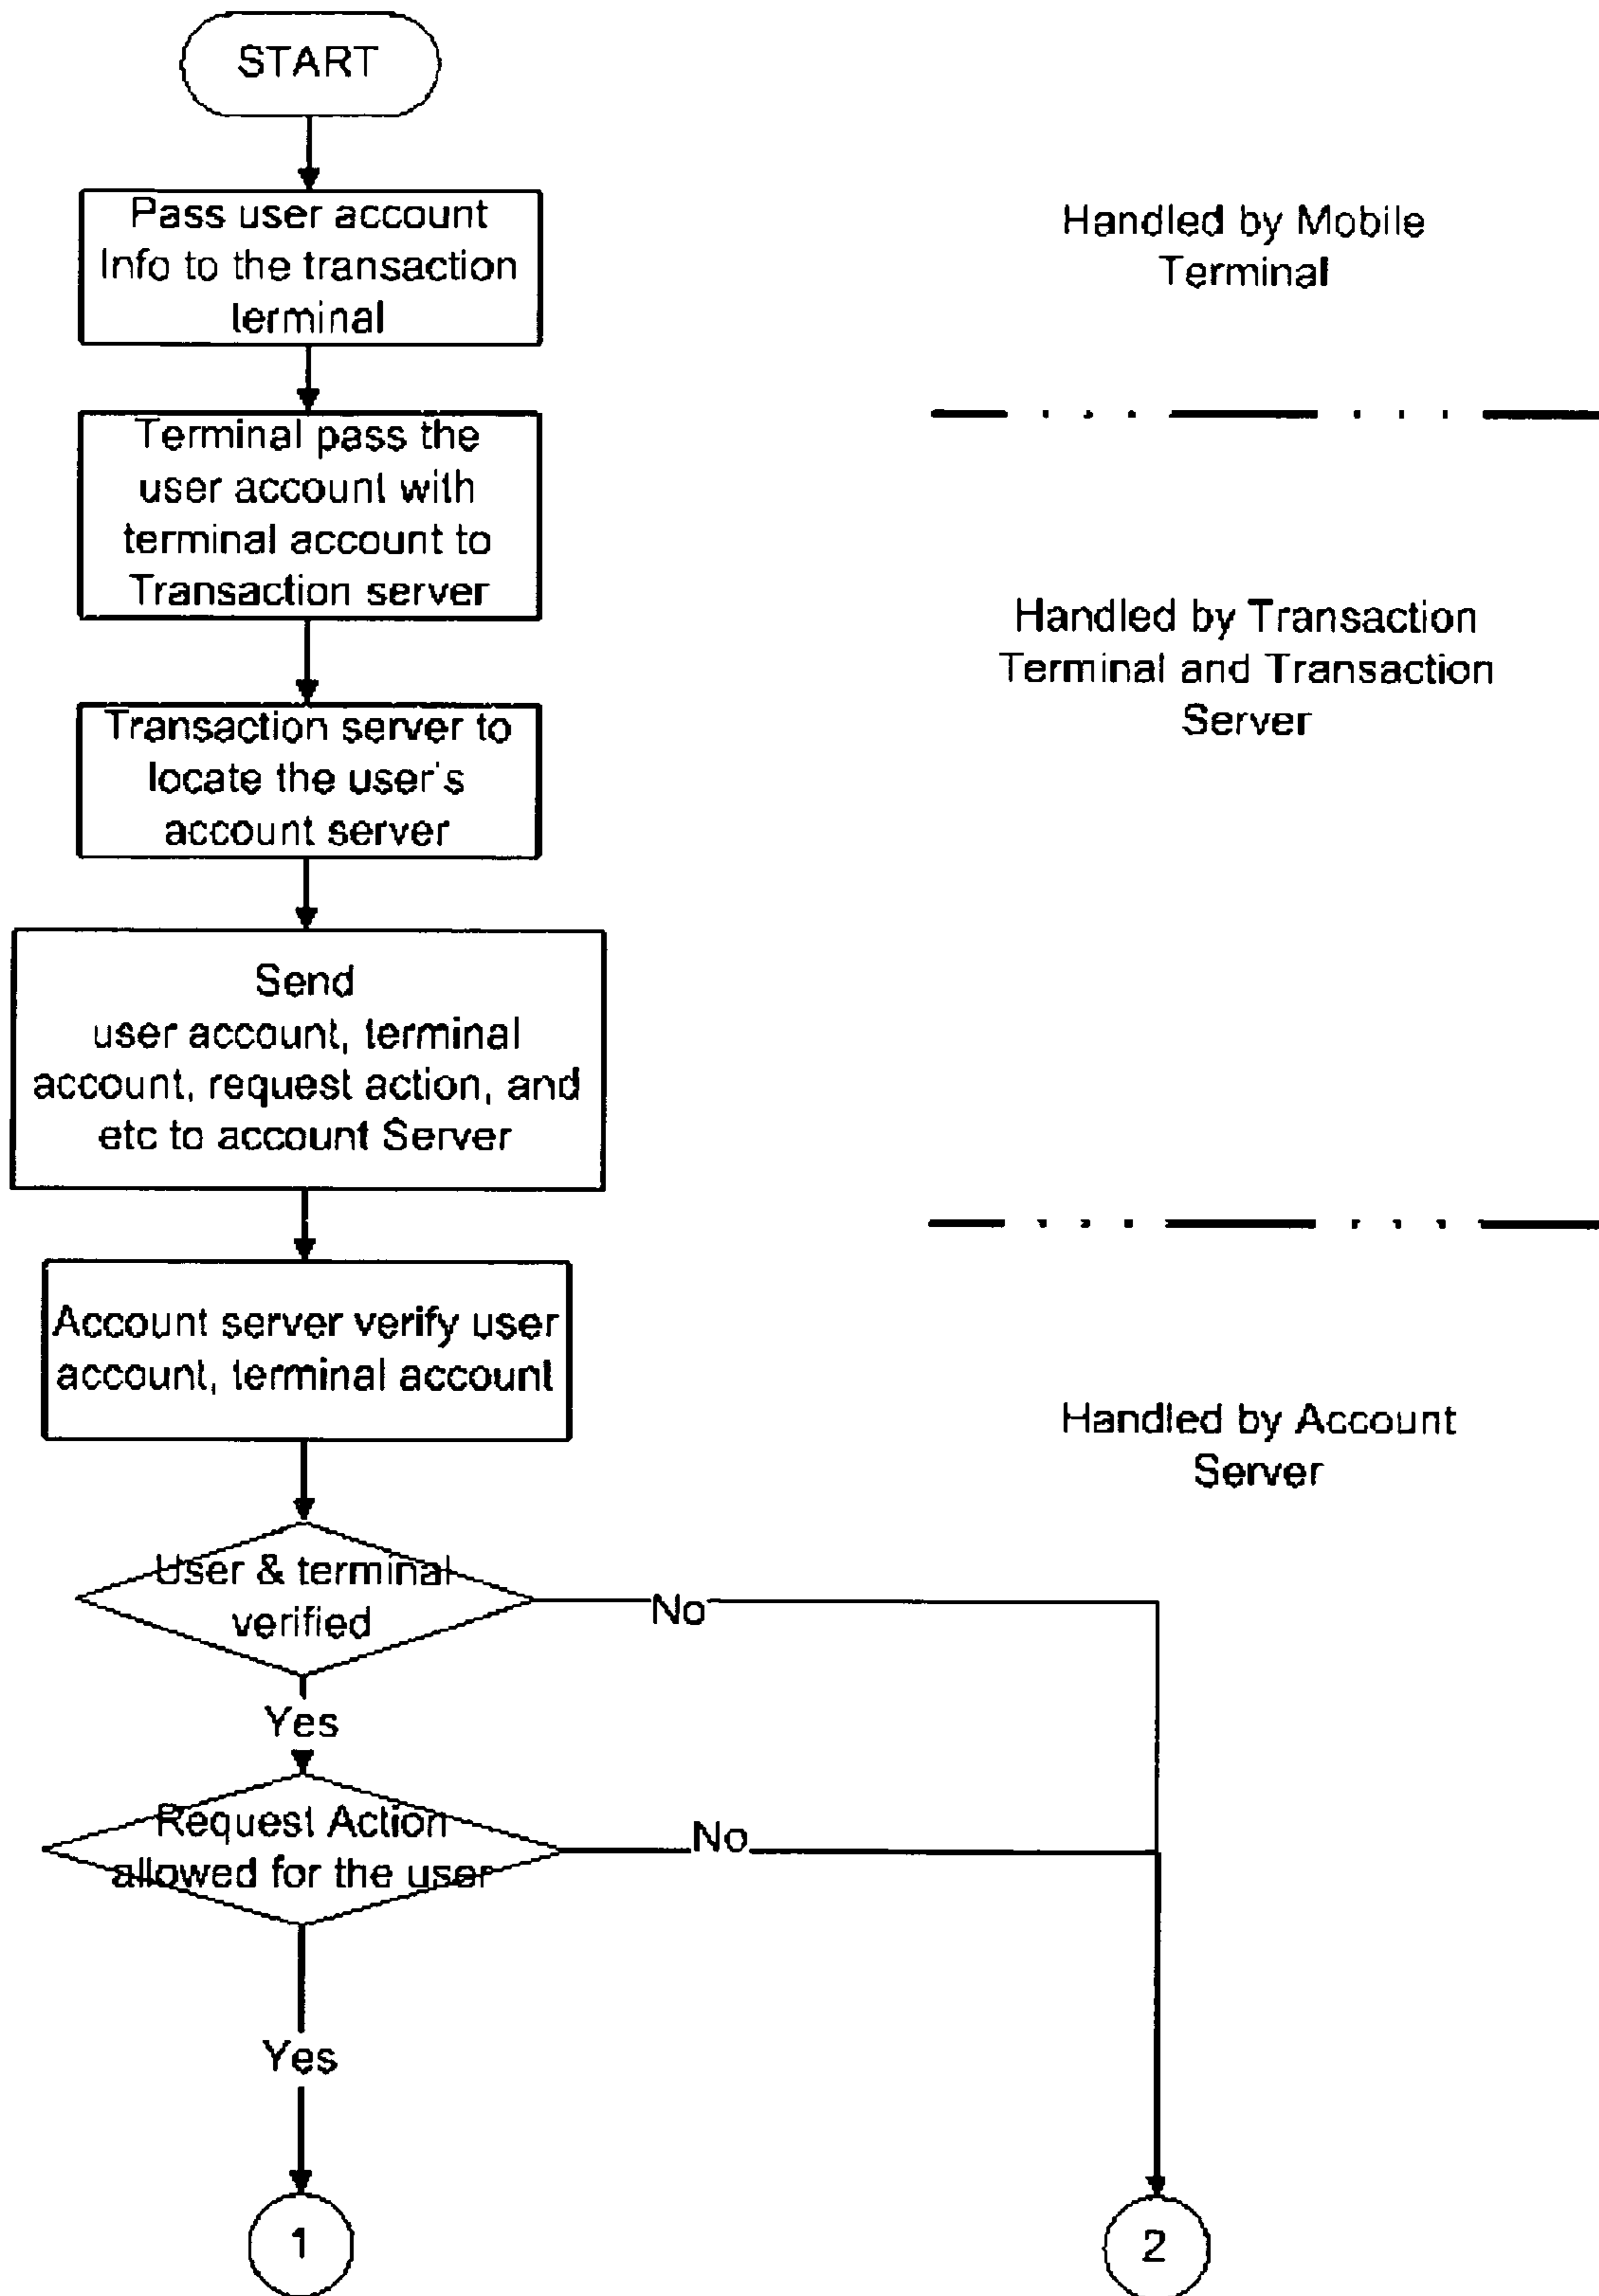 START
Pass user account
Info to the transaction
terminal
Handled by Mobile
Terminal
Terminal pass the
user account with
terminal account to
Transaction server
Handled by Transaction
Terminal and Transaction
Server
Transaction server to
locate the user's
account server
Send
user account, terminal
account, request action, and
etc to account Server
Account server verify user
account, terminal account
Handled by Account
Server
User & terminal
verified
No
Yes
Request Action
allowed for the user
No
Yes
1
2